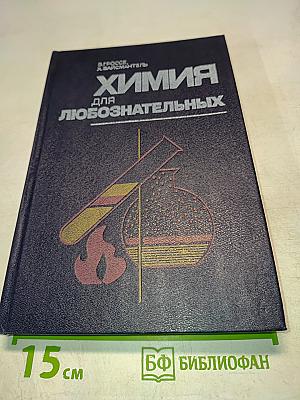 Э.ГРОССЕ
Х.ВАЙСМАНТЕЛЬ
ХИМИЯ
ДЛЯ
ЛЮБОЗНАТЕЛЬНЫХ
15 см
БФ БИБЛИОФАН